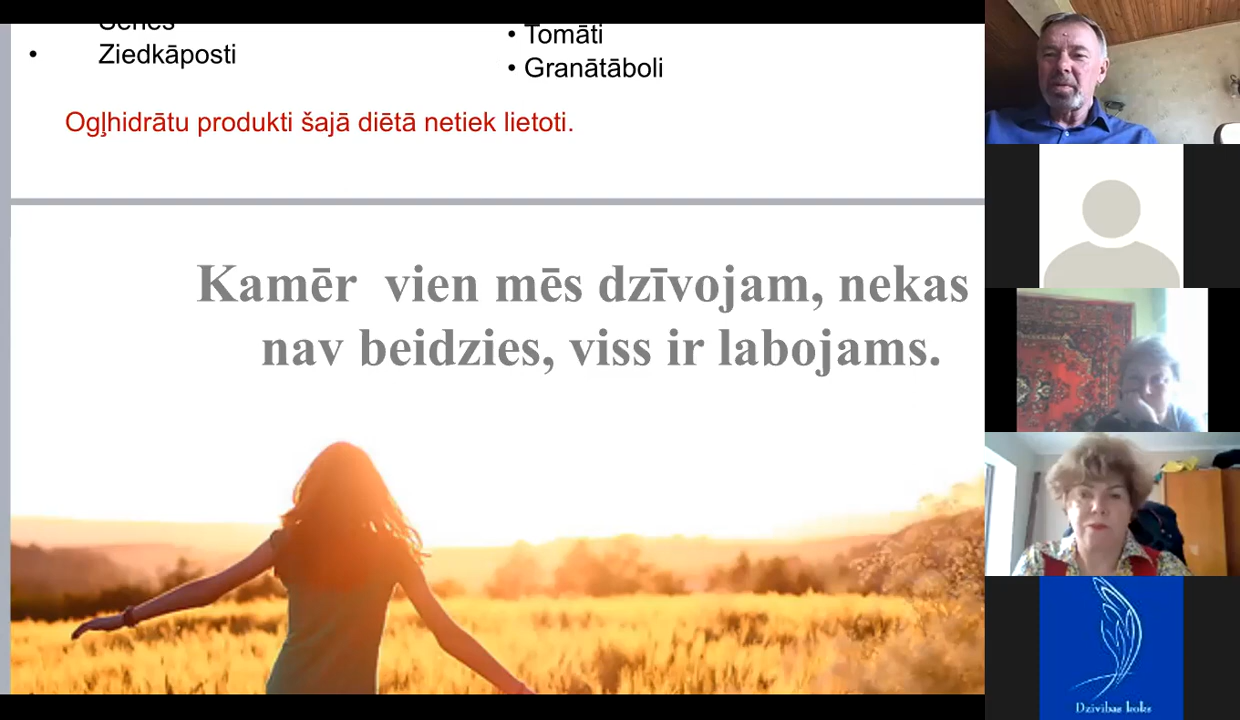 Sēnes
• Ziedkāposti
• Tomāti
• Granātāboli
Ogļhidrātu produkti šajā diētā netiek lietoti.
Kamēr vien mēs dzīvojam, nekas
nav beidzies, viss ir labojams.
Dzīvības koks